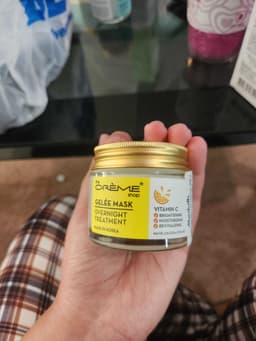 THE
CRÈME
shop
GELÉE MASK
OVERNIGHT
TREATMENT
MADE IN KOREA
VITAMIN C
BRIGHTENING
MOISTURIZING
REVITALIZING